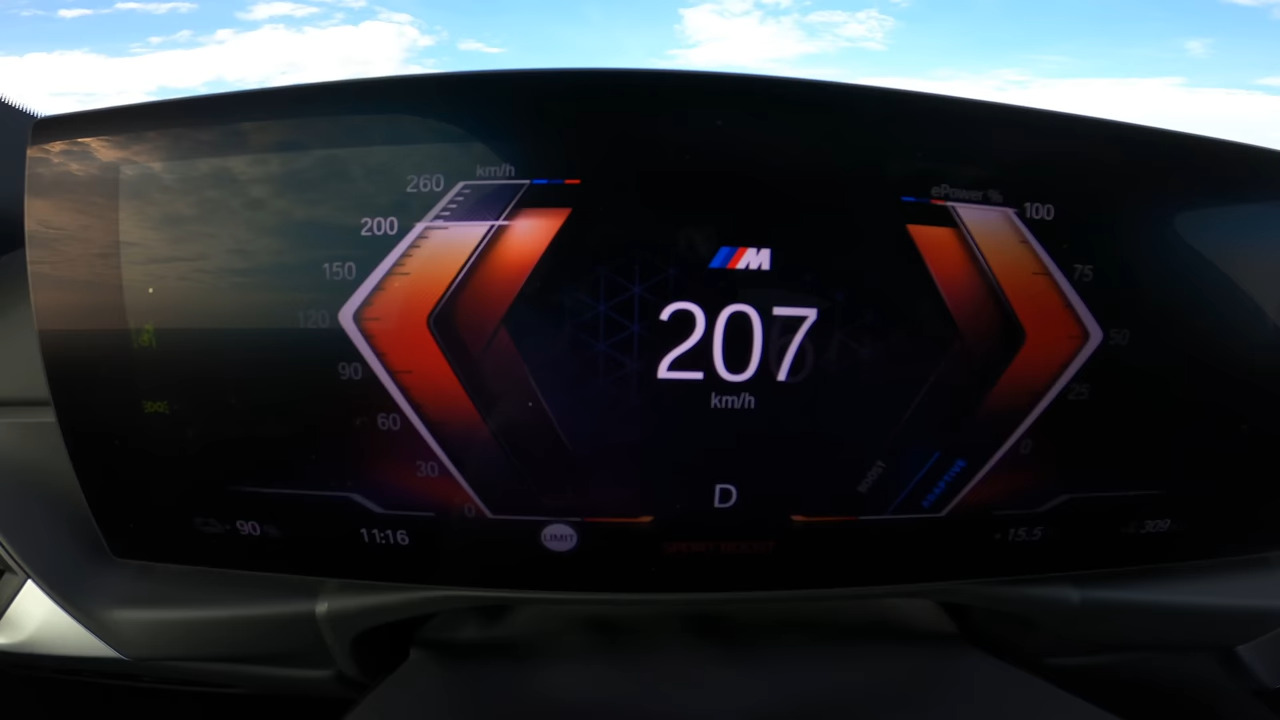 km/h
260
200
150
120
90
60
30
0
M
207
km/h
D
ePower %
100
75
50
25
0
BOOST
ADAPTIVE
90
11:16
LIMIT
SPORT BOOST
15.5
309